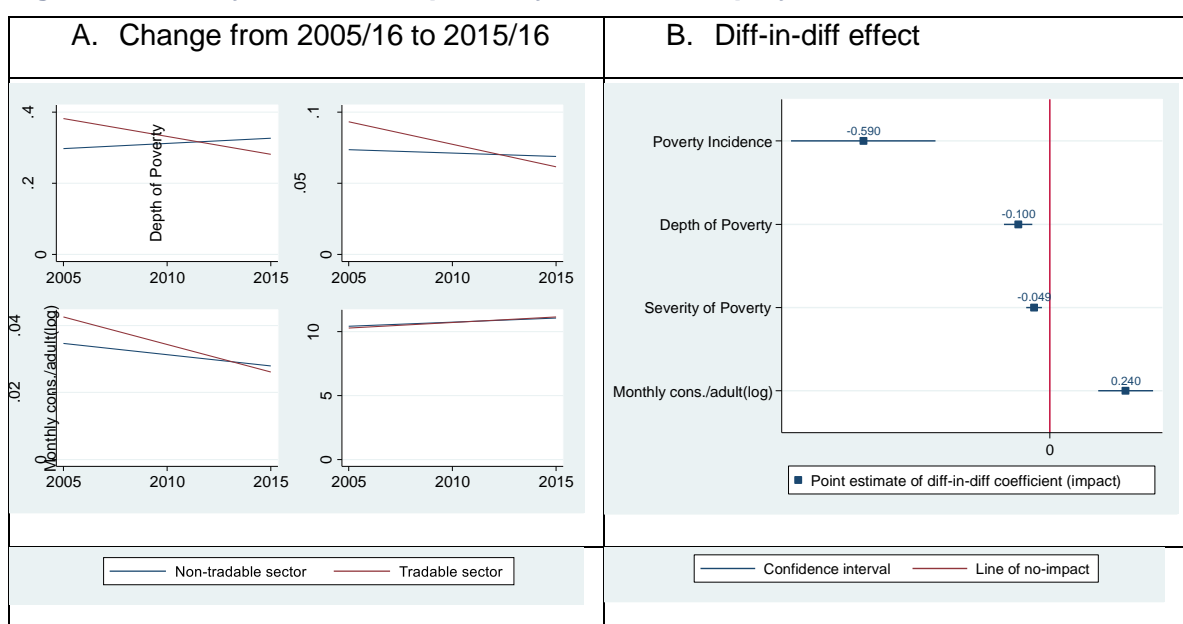 A. Change from 2005/16 to 2015/16
B. Diff-in-diff effect
.4
.2
0
2005 2010 2015
Depth of Poverty
.1
.05
0
2005 2010 2015
.04
.02
0
2005 2010 2015
Monthly cons./adult(log)
10
5
0
2005 2010 2015
Non-tradable sector
Tradable sector
Poverty Incidence
Depth of Poverty
Severity of Poverty
Monthly cons./adult(log)
-0.590
-0.100
-0.049
0.240
0
Point estimate of diff-in-diff coefficient (impact)
Confidence interval
Line of no-impact